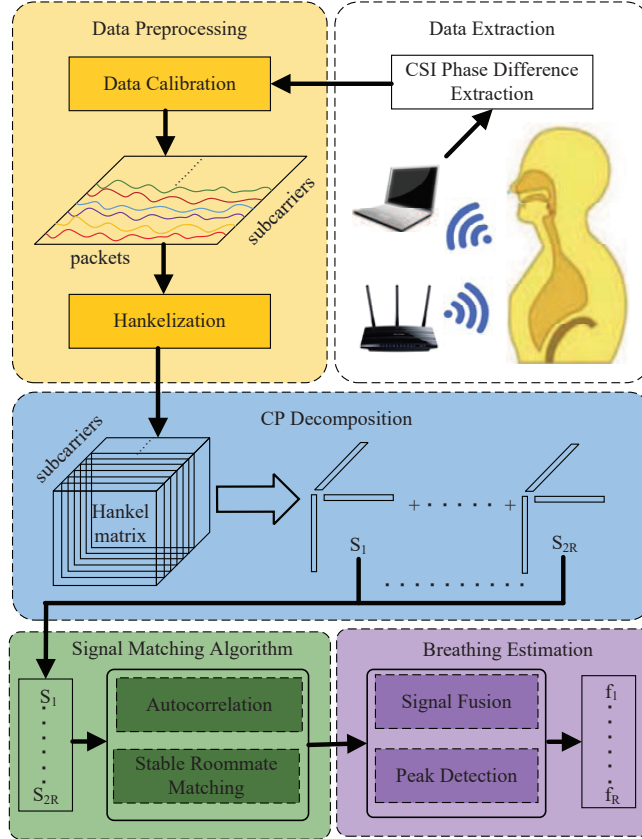 Data Preprocessing
Data Extraction
Data Calibration
CSI Phase Difference
Extraction
subcarriers
packets
Hankelization
CP Decomposition
subcarriers
Hankel
matrix
+ · · · · · · +
S1
S2R
· · · · · · · · · ·
Signal Matching Algorithm
Breathing Estimation
S1
S2R
Autocorrelation
Stable Roommate
Matching
Signal Fusion
Peak Detection
f1
fR